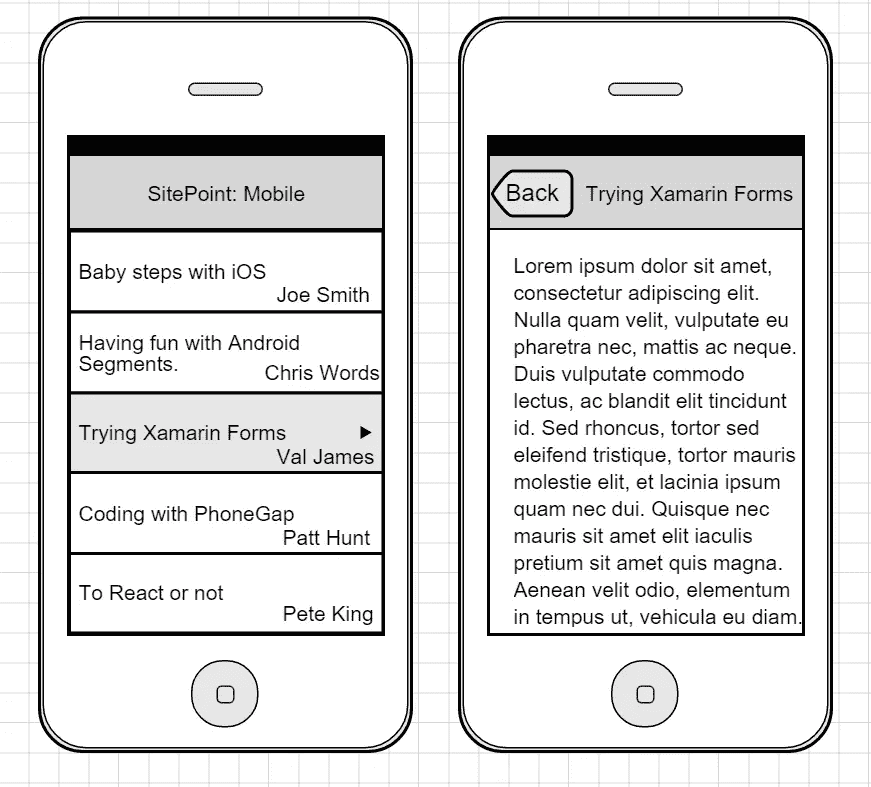 SitePoint: Mobile
Baby steps with iOS
Joe Smith
Having fun with Android
Segments.
Chris Words
Trying Xamarin Forms
Val James
Coding with PhoneGap
Patt Hunt
To React or not
Pete King
Back
Trying Xamarin Forms
Lorem ipsum dolor sit amet,
consectetur adipiscing elit.
Nulla quam velit, vulputate eu
pharetra nec, mattis ac neque.
Duis vulputate commodo
lectus, ac blandit elit tincidunt
id. Sed rhoncus, tortor sed
eleifend tristique, tortor mauris
molestie elit, et lacinia ipsum
quam nec dui. Quisque nec
mauris sit amet elit iaculis
pretium sit amet quis magna.
Aenean velit odio, elementum
in tempus ut, vehicula eu diam.